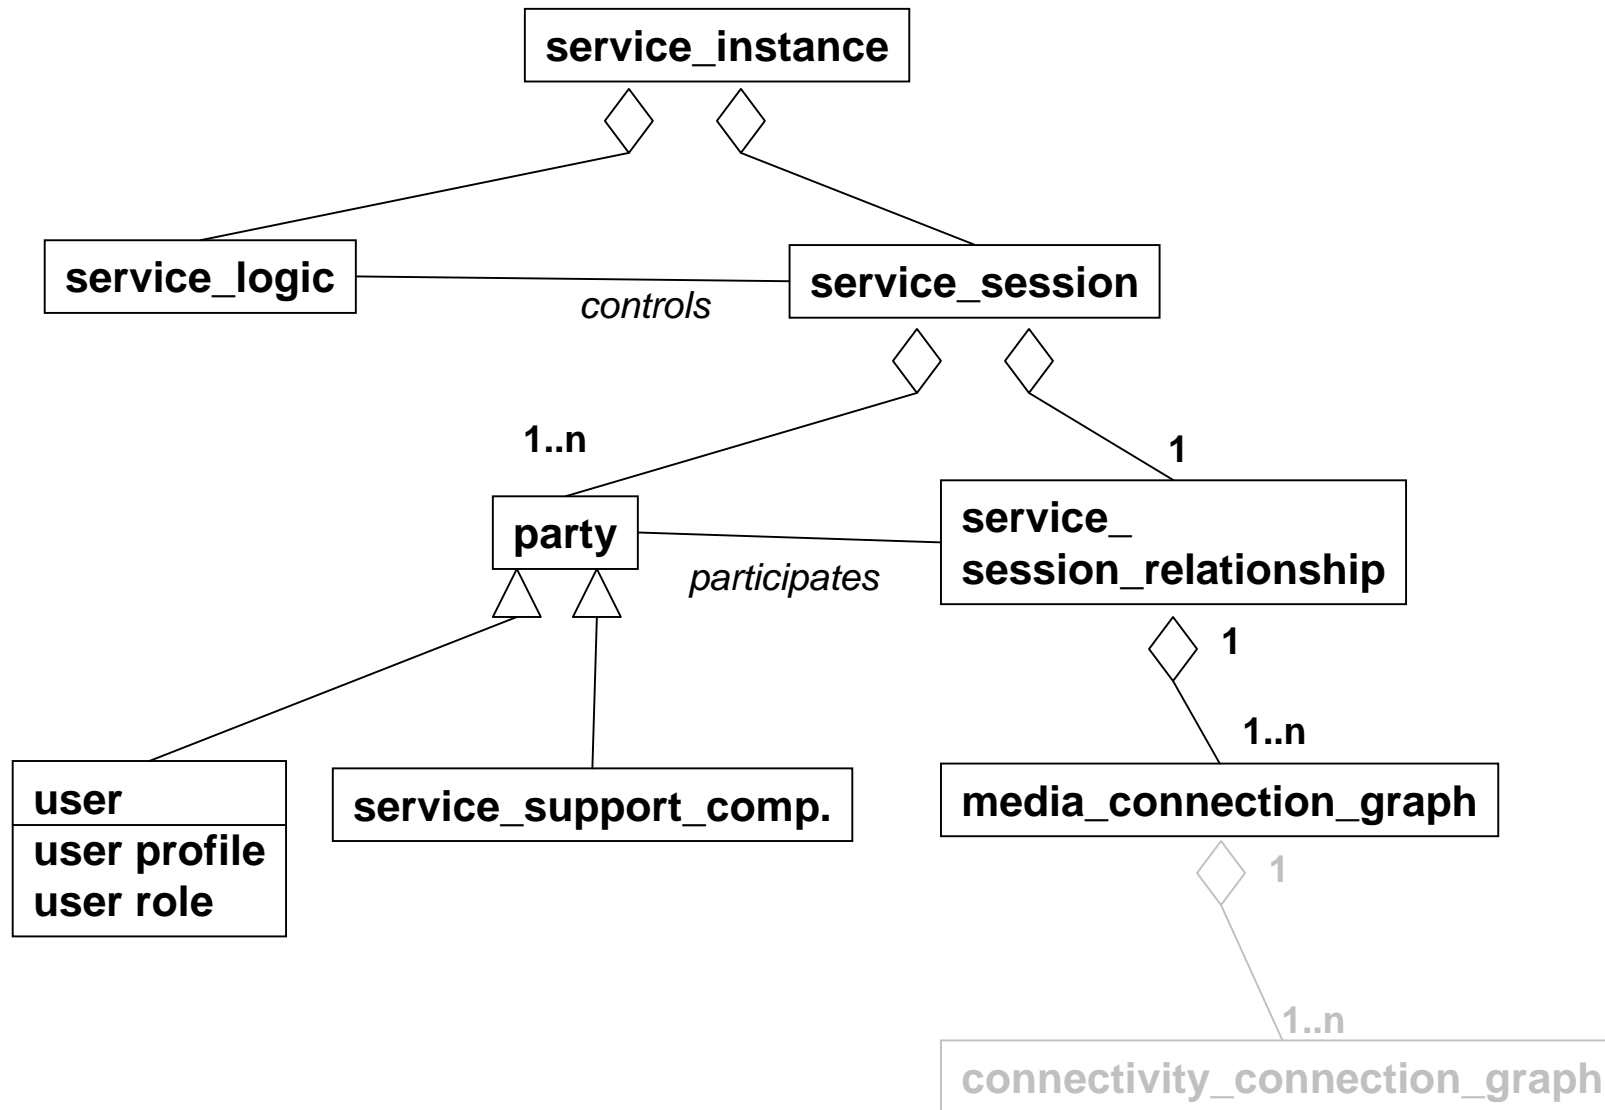 service_instance
service_logic
service_session
controls
1..n
1
party
service_
session_relationship
participates
1
1..n
user
user profile
user role
service_support_comp.
media_connection_graph
1
1..n
connectivity_connection_graph